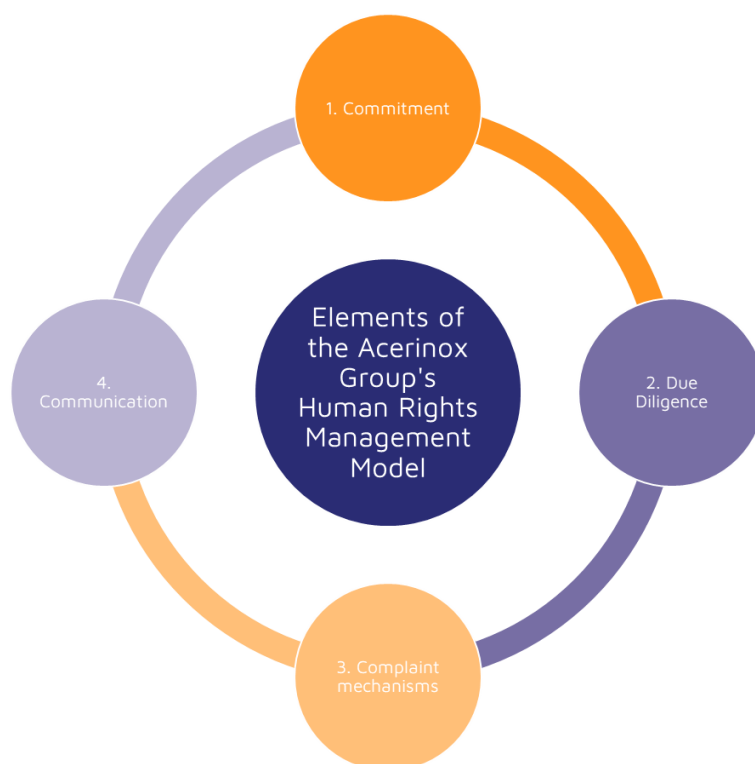 1. Commitment
Elements of
the Acerinox
Group's
Human Rights
Management
Model
2. Due
Diligence
3. Complaint
mechanisms
4.
Communication